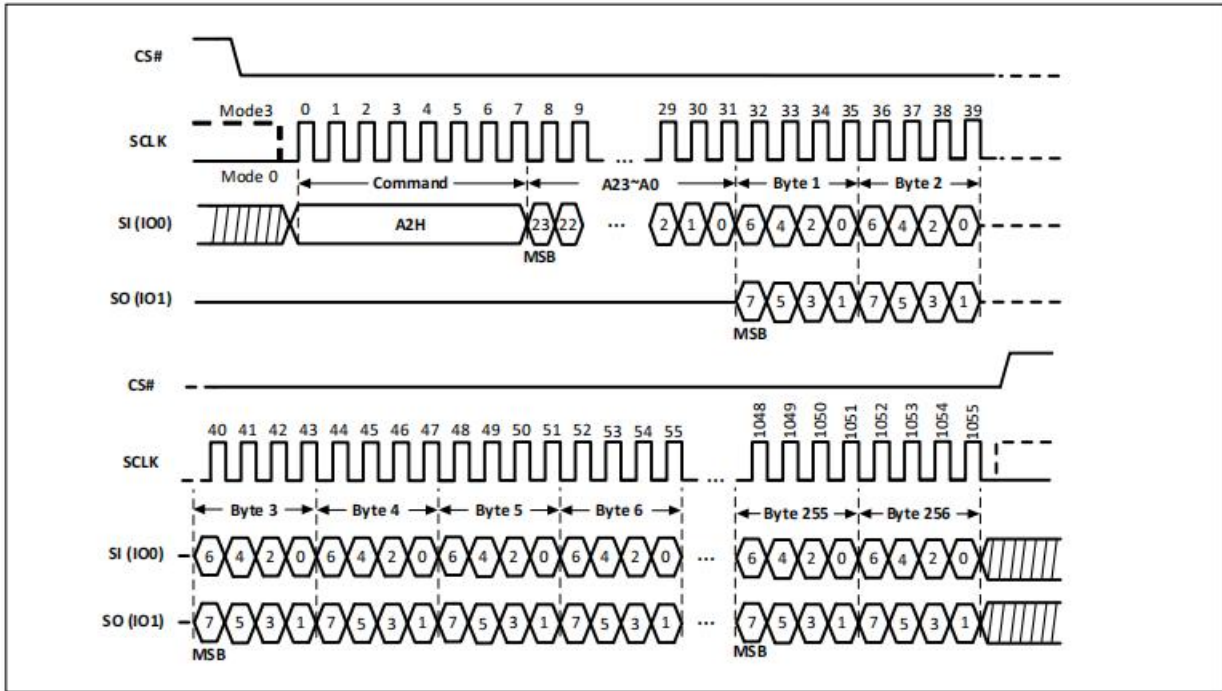 CS#
Mode3 0 1 2 3 4 5 6 7 8 9 29 30 31 32 33 34 35 36 37 38 39
SCLK
...
Mode 0 Command A23~A0 Byte 1 Byte 2
SI (IO0) A2H 23 22 ... 2 1 0 6 4 2 0 6 4 2 0
MSB
SO (IO1) 7 5 3 1 7 5 3 1
MSB
CS#
40 41 42 43 44 45 46 47 48 49 50 51 52 53 54 55 1048 1049 1050 1051 1052 1053 1054 1055
SCLK
...
Byte 3 Byte 4 Byte 5 Byte 6 Byte 255 Byte 256
SI (IO0) 6 4 2 0 6 4 2 0 6 4 2 0 6 4 2 0 ... 6 4 2 0 6 4 2 0
SO (IO1) 7 5 3 1 7 5 3 1 7 5 3 1 7 5 3 1 ... 7 5 3 1 7 5 3 1
MSB MSB